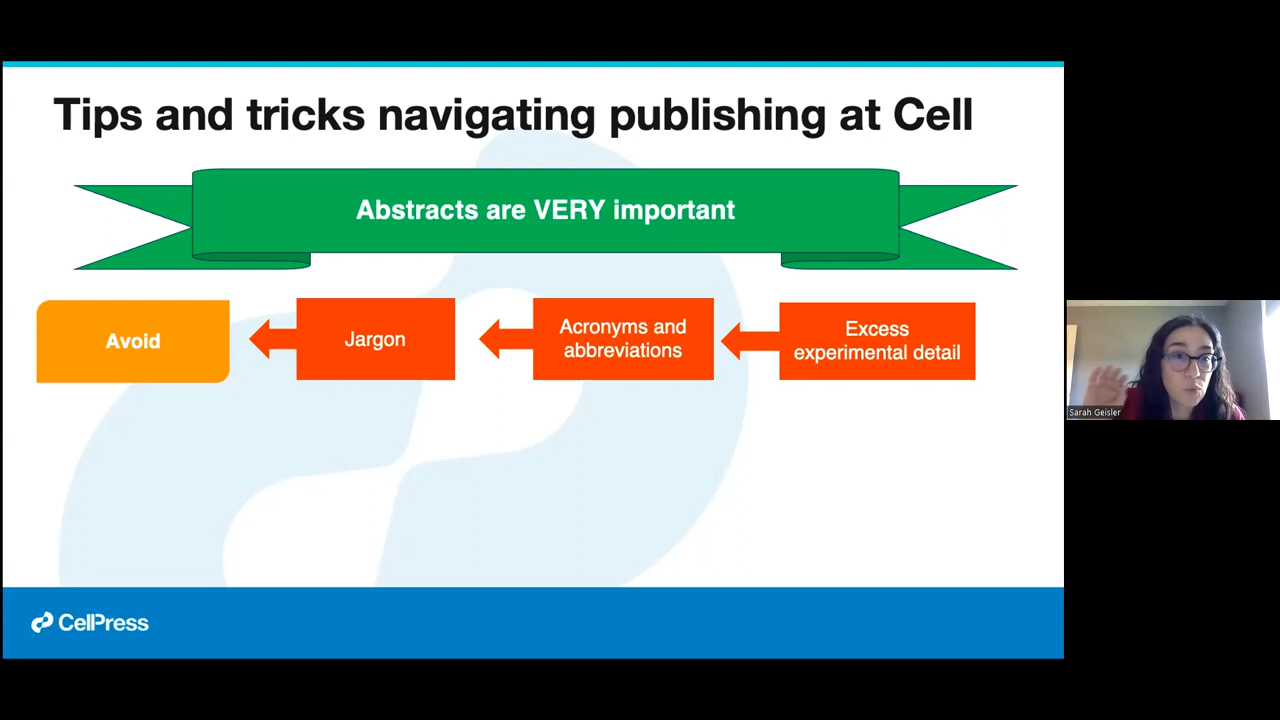 Tips and tricks navigating publishing at Cell
Abstracts are VERY important
Avoid
Jargon
Acronyms and
abbreviations
Excess
experimental detail
Sarah Geisler
CellPress